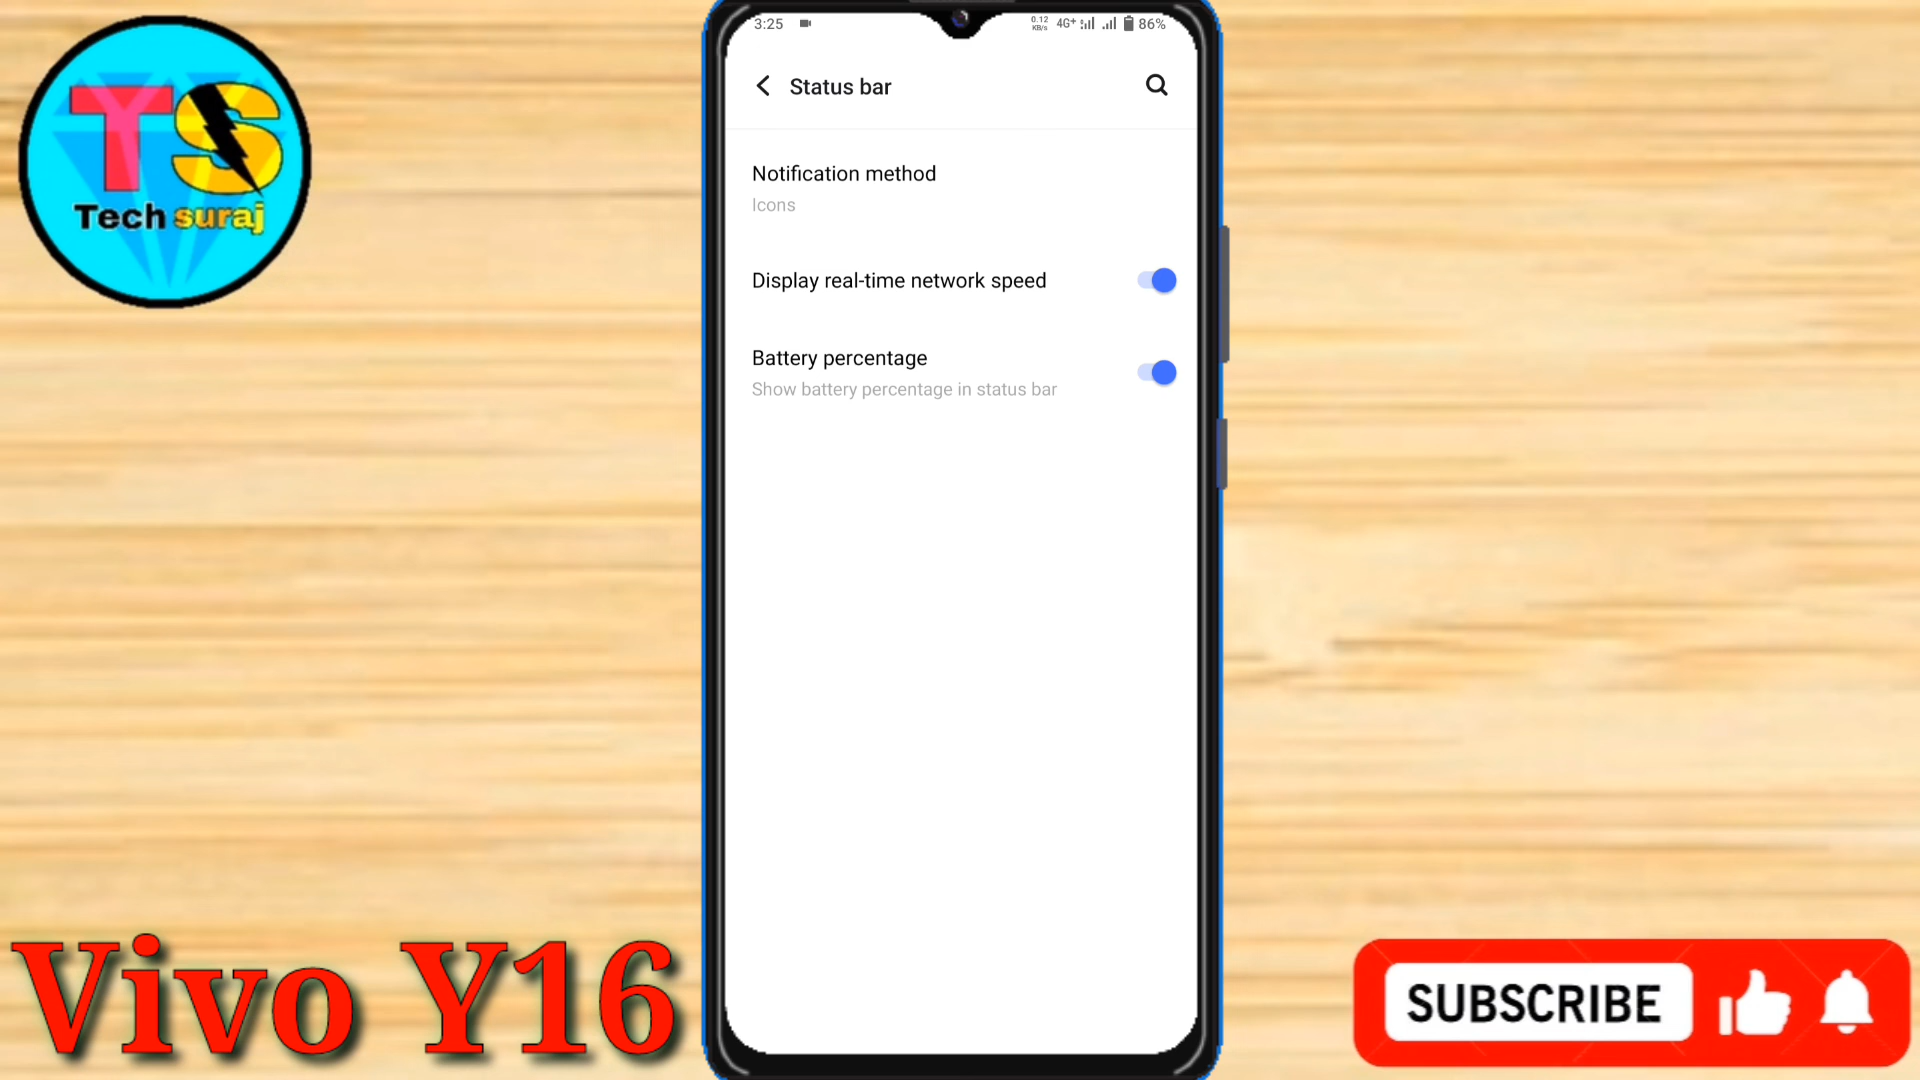 TS
Tech suraj
3:25
0.12
KB/s
4G+
86%
Status bar
Notification method
Icons
Display real-time network speed
Battery percentage
Show battery percentage in status bar
Vivo Y16
SUBSCRIBE